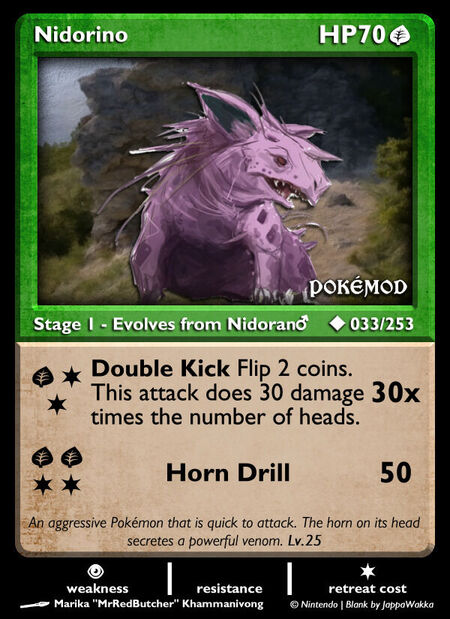 Nidorino HP70
POKÉMOD
Stage 1 - Evolves from Nidoran♂ ◆ 033/253
Double Kick Flip 2 coins.
This attack does 30 damage 30x
times the number of heads.
Horn Drill 50
An aggressive Pokémon that is quick to attack. The horn on its head
secretes a powerful venom. Lv.25
weakness resistance retreat cost
Marika "MrRedButcher" Khammanivong © Nintendo | Blank by JappaWakka